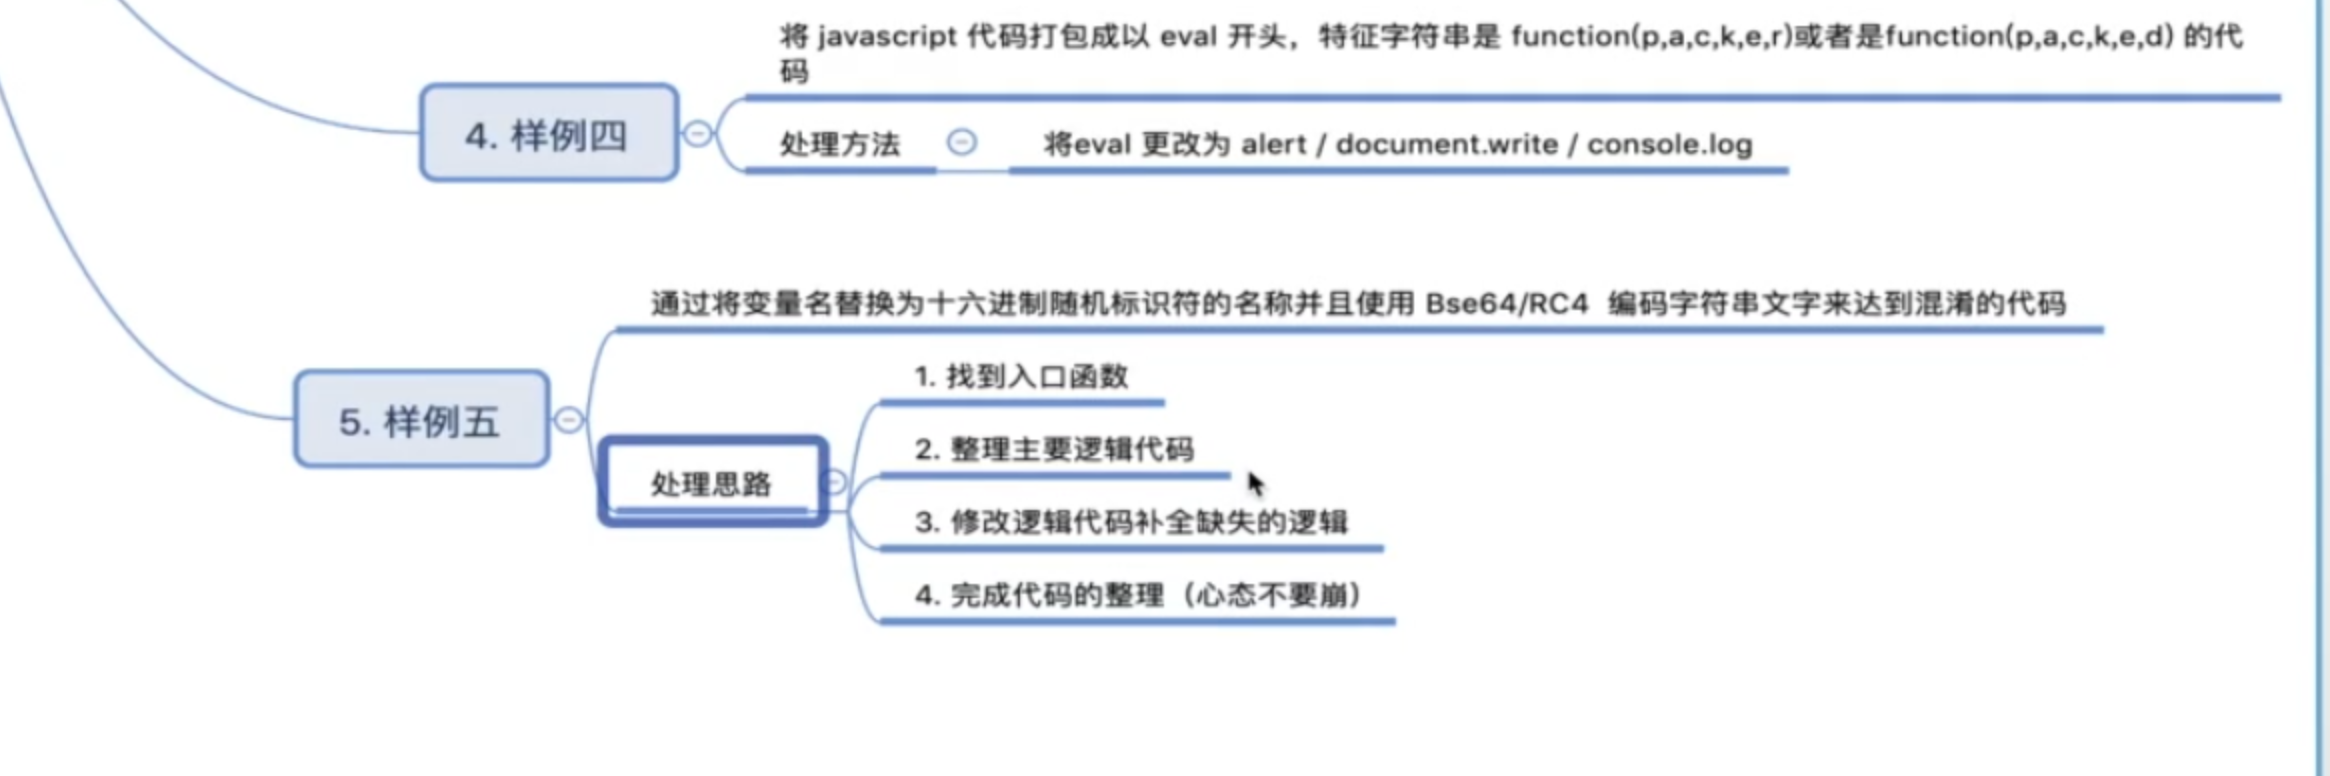 将 javascript 代码打包成以 eval 开头，特征字符串是 function(p,a,c,k,e,r)或者是function(p,a,c,k,e,d) 的代
码
4. 样例四
处理方法
将eval 更改为 alert / document.write / console.log
通过将变量名替换为十六进制随机标识符的名称并且使用 Bse64/RC4 编码字符串文字来达到混淆的代码
5. 样例五
处理思路
1. 找到入口函数
2. 整理主要逻辑代码
3. 修改逻辑代码补全缺失的逻辑
4. 完成代码的整理（心态不要崩）